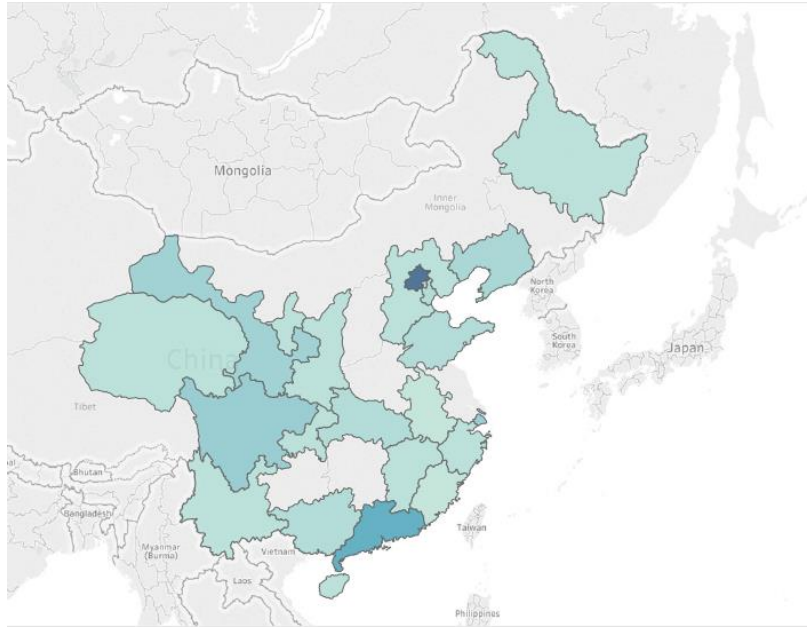 Mongolia
Inner
Mongolia
North
Korea
South
Korea
Japan
China
Tibet
Bhutan
Bangladesh
Myanmar
(Burma)
Vietnam
Laos
Taiwan
Philippines